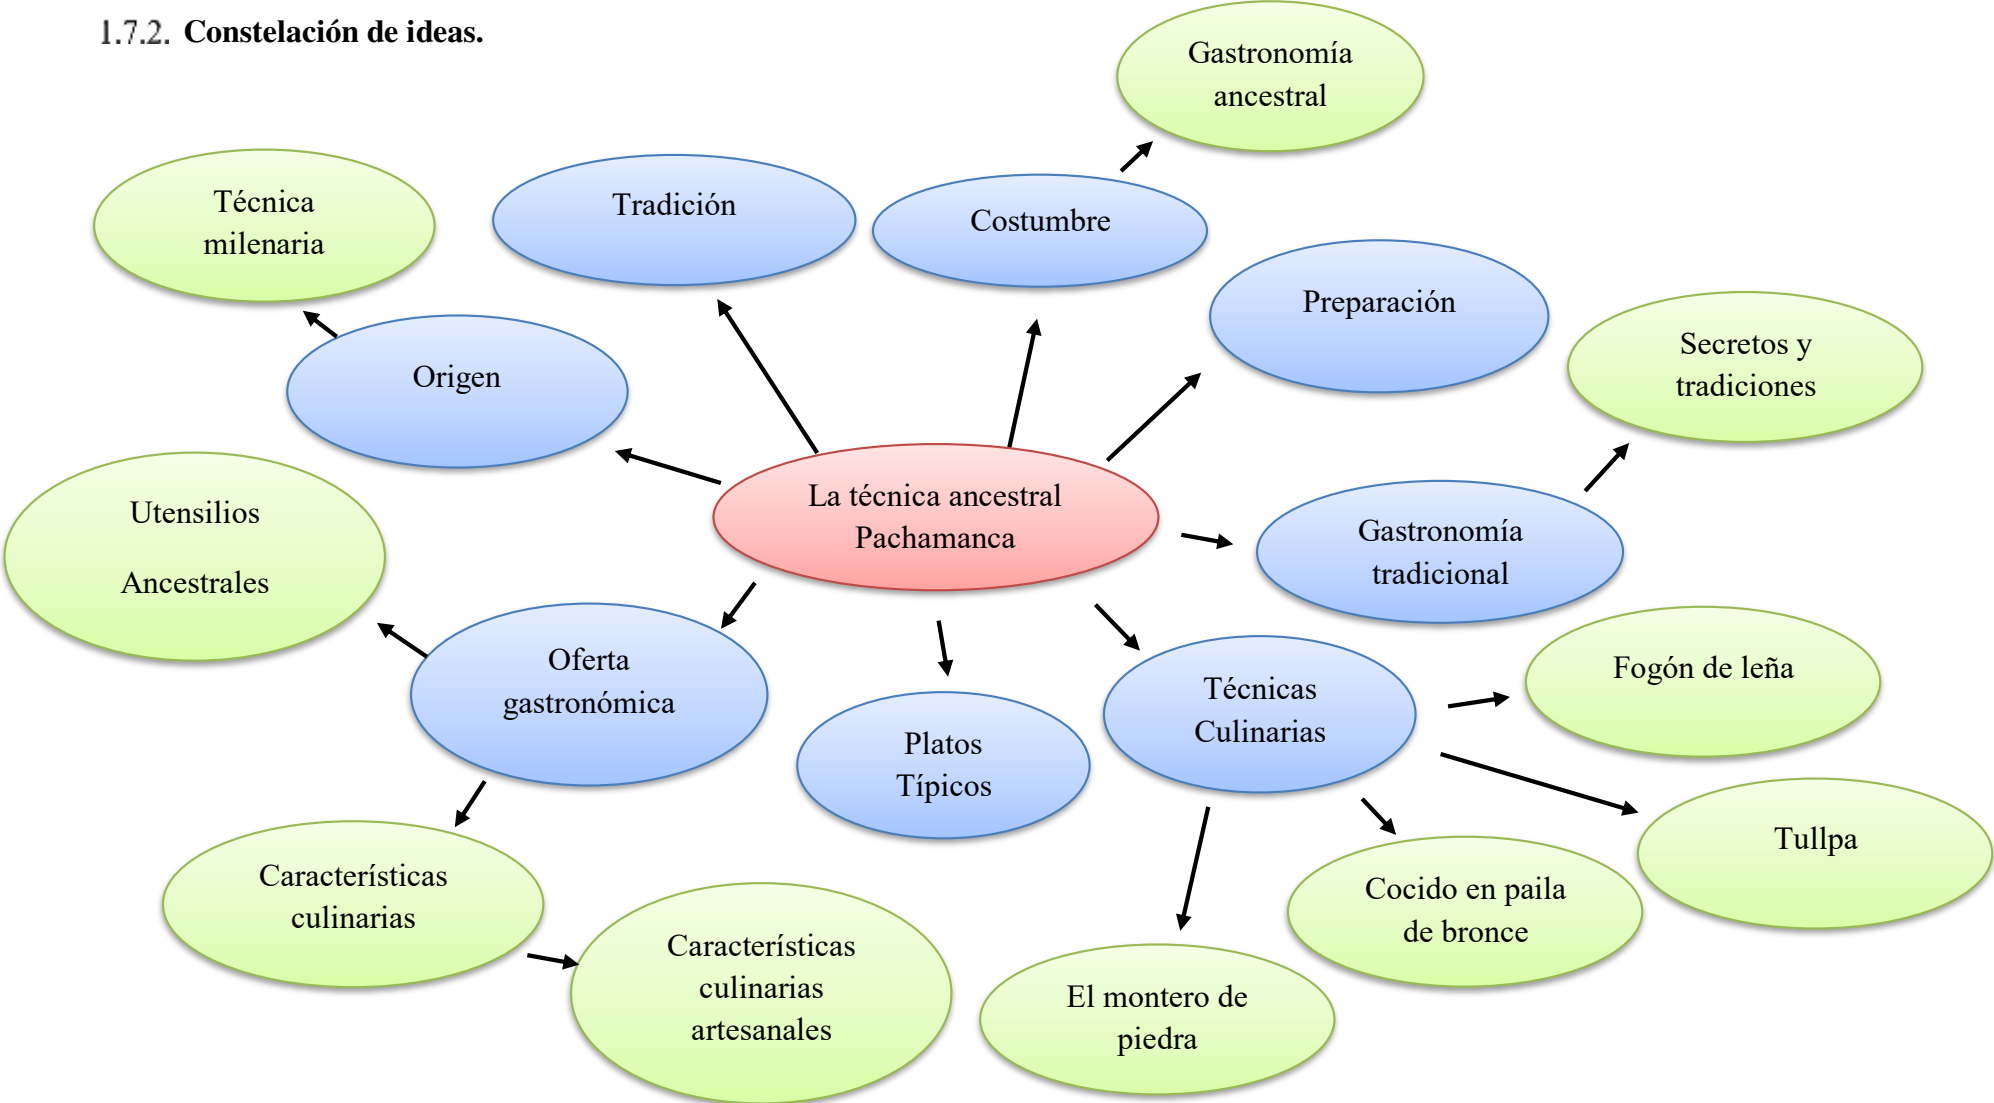 1.7.2. Constelación de ideas.
Gastronomía
ancestral
Técnica
milenaria
Tradición
Costumbre
Preparación
Secretos y
tradiciones
Origen
La técnica ancestral
Pachamanca
Utensilios
Ancestrales
Gastronomía
tradicional
Oferta
gastronómica
Platos
Típicos
Técnicas
Culinarias
Fogón de leña
Tullpa
Cocido en paila
de bronce
El montero de
piedra
Características
culinarias
Características
culinarias
artesanales